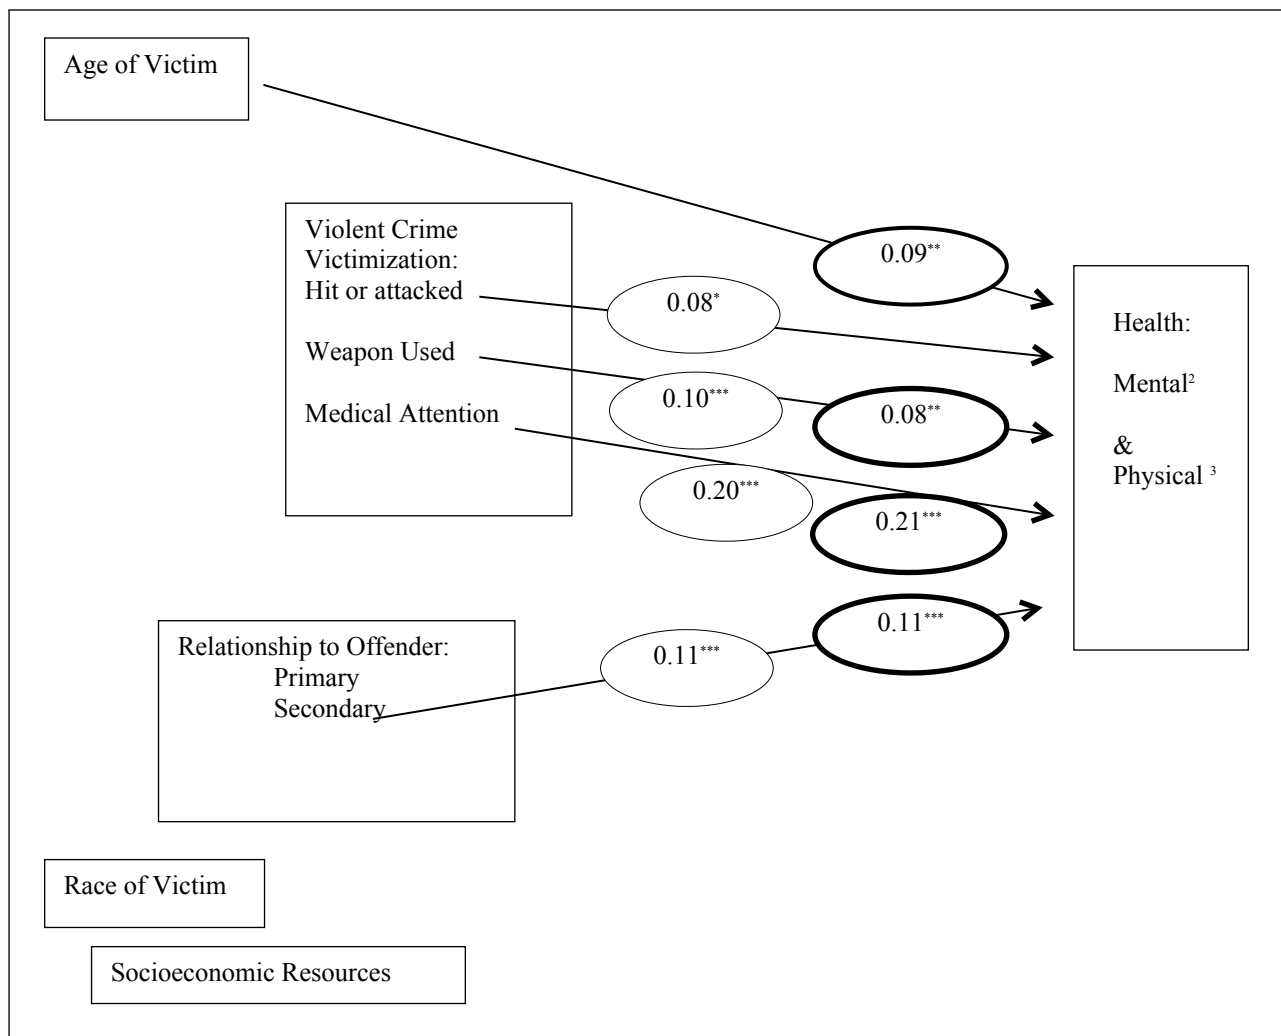 Age of Victim
Violent Crime
Victimization:
Hit or attacked
Weapon Used
Medical Attention
0.09**
0.08*
0.10***
0.08**
0.20***
0.21***
0.11***
0.11***
Health:
Mental²
&
Physical ³
Relationship to Offender:
Primary
Secondary
Race of Victim
Socioeconomic Resources